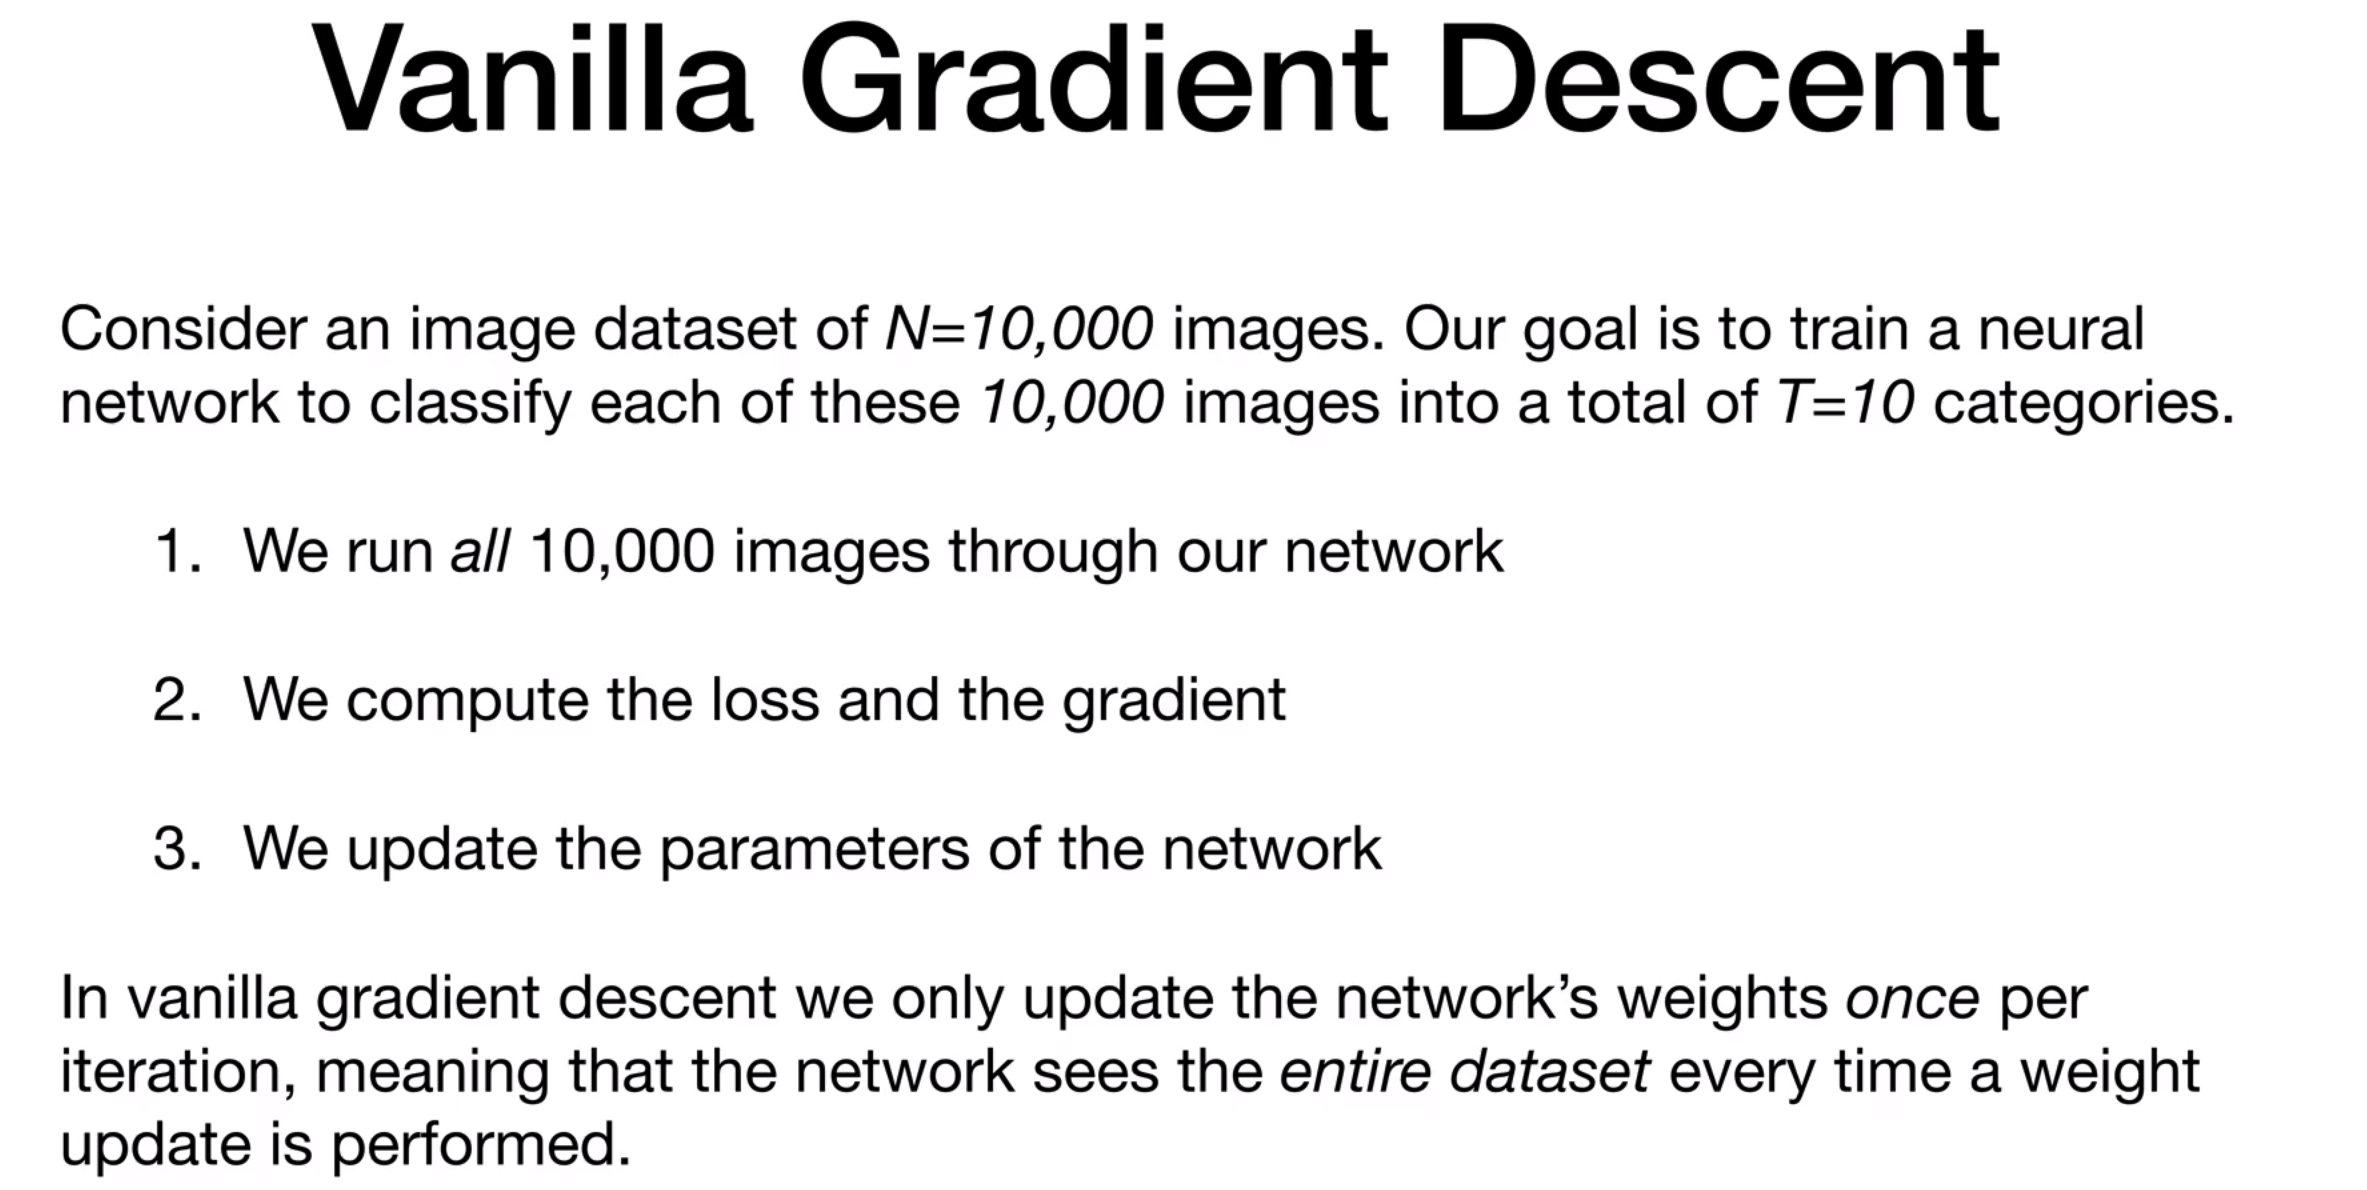 Vanilla Gradient Descent
Consider an image dataset of N=10,000 images. Our goal is to train a neural
network to classify each of these 10,000 images into a total of T=10 categories.
1. We run all 10,000 images through our network
2. We compute the loss and the gradient
3. We update the parameters of the network
In vanilla gradient descent we only update the network’s weights once per
iteration, meaning that the network sees the entire dataset every time a weight
update is performed.